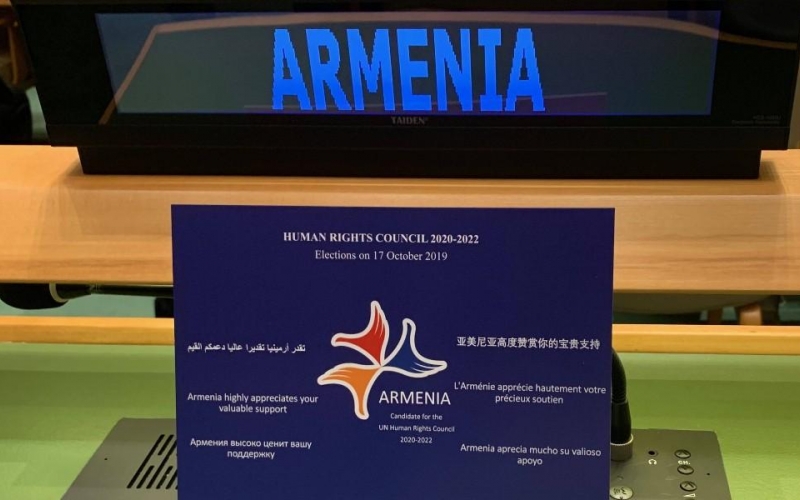 ARMENIA
TAIDEN
HUMAN RIGHTS COUNCIL 2020-2022
Elections on 17 October 2019
تقدر أرمينيا تقديرا عاليا دعمكم القيم
亚美尼亚高度赞赏你的宝贵支持
Armenia highly appreciates your
valuable support
ARMENIA
Candidate for the
UN Human Rights Council
2020-2022
L'Arménie apprécie hautement votre
précieux soutien
Армения высоко ценит вашу
поддержку
Armenia aprecia mucho su valioso
apoyo
CH